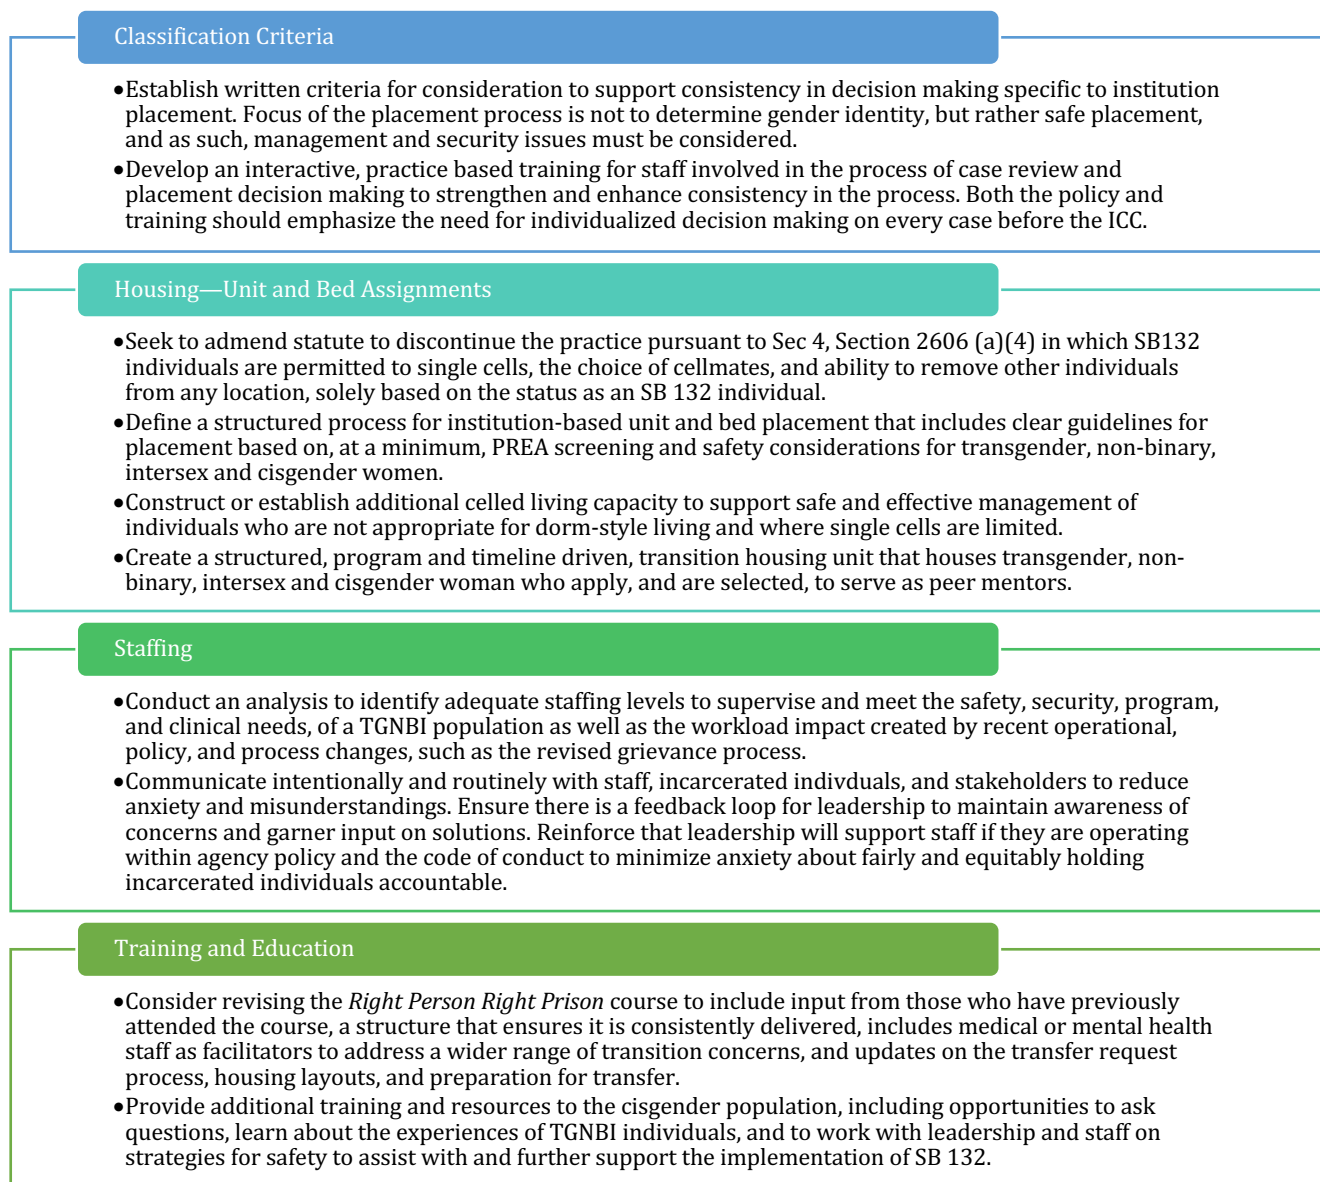 Classification Criteria
•Establish written criteria for consideration to support consistency in decision making specific to institution
placement. Focus of the placement process is not to determine gender identity, but rather safe placement,
and as such, management and security issues must be considered.
•Develop an interactive, practice based training for staff involved in the process of case review and
placement decision making to strengthen and enhance consistency in the process. Both the policy and
training should emphasize the need for individualized decision making on every case before the ICC.
Housing—Unit and Bed Assignments
•Seek to admend statute to discontinue the practice pursuant to Sec 4, Section 2606 (a)(4) in which SB132
individuals are permitted to single cells, the choice of cellmates, and ability to remove other individuals
from any location, solely based on the status as an SB 132 individual.
•Define a structured process for institution-based unit and bed placement that includes clear guidelines for
placement based on, at a minimum, PREA screening and safety considerations for transgender, non-binary,
intersex and cisgender women.
•Construct or establish additional celled living capacity to support safe and effective management of
individuals who are not appropriate for dorm-style living and where single cells are limited.
•Create a structured, program and timeline driven, transition housing unit that houses transgender, non-
binary, intersex and cisgender woman who apply, and are selected, to serve as peer mentors.
Staffing
•Conduct an analysis to identify adequate staffing levels to supervise and meet the safety, security, program,
and clinical needs, of a TGNBI population as well as the workload impact created by recent operational,
policy, and process changes, such as the revised grievance process.
•Communicate intentionally and routinely with staff, incarcerated indivduals, and stakeholders to reduce
anxiety and misunderstandings. Ensure there is a feedback loop for leadership to maintain awareness of
concerns and garner input on solutions. Reinforce that leadership will support staff if they are operating
within agency policy and the code of conduct to minimize anxiety about fairly and equitably holding
incarcerated individuals accountable.
Training and Education
•Consider revising the Right Person Right Prison course to include input from those who have previously
attended the course, a structure that ensures it is consistently delivered, includes medical or mental health
staff as facilitators to address a wider range of transition concerns, and updates on the transfer request
process, housing layouts, and preparation for transfer.
•Provide additional training and resources to the cisgender population, including opportunities to ask
questions, learn about the experiences of TGNBI individuals, and to work with leadership and staff on
strategies for safety to assist with and further support the implementation of SB 132.